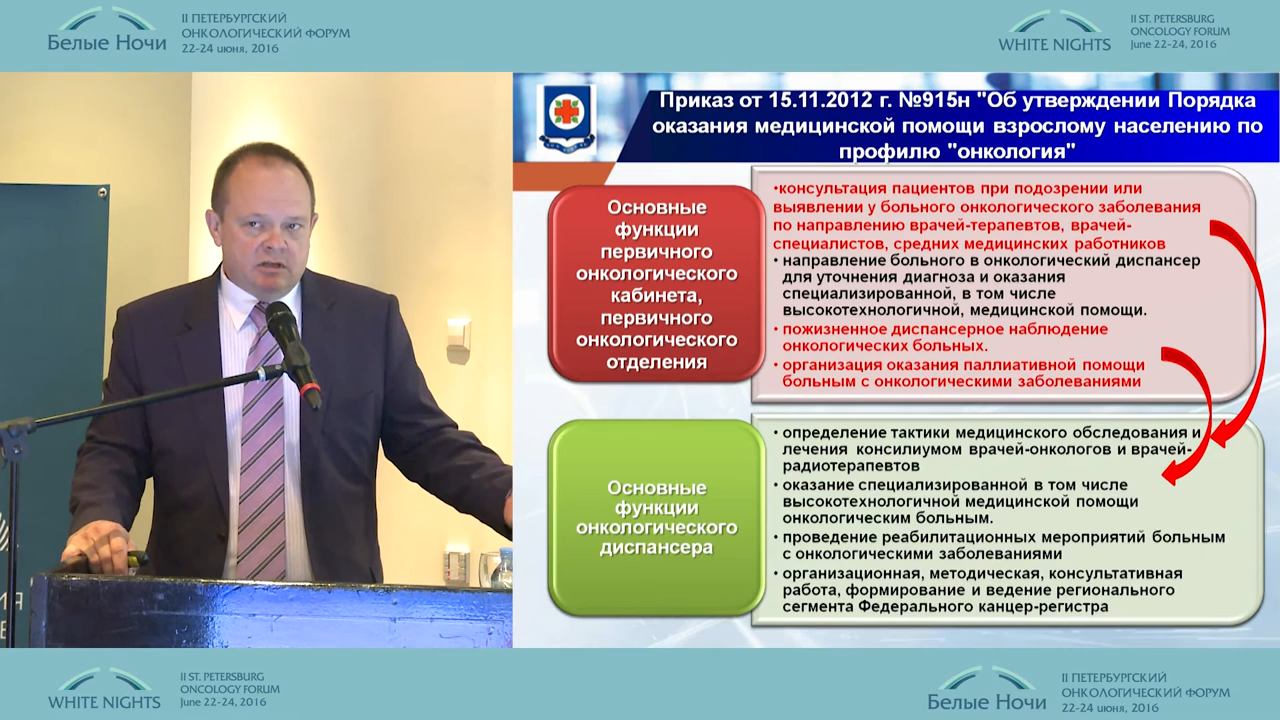 Белые Ночи
II ПЕТЕРБУРГСКИЙ
ОНКОЛОГИЧЕСКИЙ ФОРУМ
22-24 июня, 2016
WHITE NIGHTS
II ST. PETERSBURG
ONCOLOGY FORUM
June 22-24, 2016
Приказ от 15.11.2012 г. №915н "Об утверждении Порядка
оказания медицинской помощи взрослому населению по
профилю "онкология"
Основные
функции
первичного
онкологического
кабинета,
первичного
онкологического
отделения
•консультация пациентов при подозрении или
выявлении у больного онкологического заболевания
по направлению врачей-терапевтов, врачей-
специалистов, средних медицинских работников
• направление больного в онкологический диспансер
для уточнения диагноза и оказания
специализированной, в том числе
высокотехнологичной, медицинской помощи.
• пожизненное диспансерное наблюдение
онкологических больных.
• организация оказания паллиативной помощи
больным с онкологическими заболеваниями
Основные
функции
онкологического
диспансера
• определение тактики медицинского обследования и
лечения консилиумом врачей-онкологов и врачей-
радиотерапевтов
• оказание специализированной в том числе
высокотехнологичной медицинской помощи
онкологическим больным.
• проведение реабилитационных мероприятий больным
с онкологическими заболеваниями
• организационная, методическая, консультативная
работа, формирование и ведение регионального
сегмента Федерального канцер-регистра
WHITE NIGHTS
II ST. PETERSBURG
ONCOLOGY FORUM
June 22-24, 2016
Белые Ночи
II ПЕТЕРБУРГСКИЙ
ОНКОЛОГИЧЕСКИЙ ФОРУМ
22-24 июня, 2016